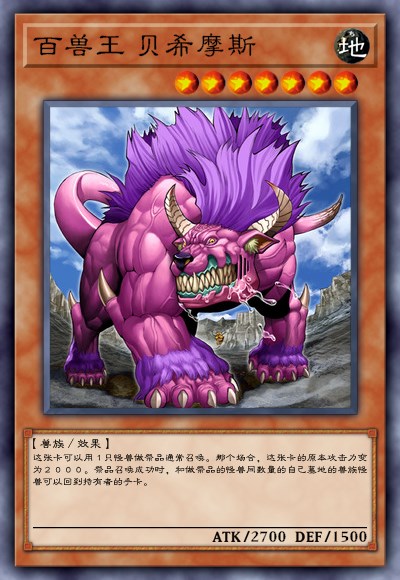 百兽王 贝希摩斯
地
【兽族／效果】
这张卡可以用１只怪兽做祭品通常召唤。那个场合，这张卡的原本攻击力变
为２０００。祭品召唤成功时，和做祭品的怪兽同数量的自己墓地的兽族怪
兽可以回到持有者的手卡。
ATK/2700 DEF/1500